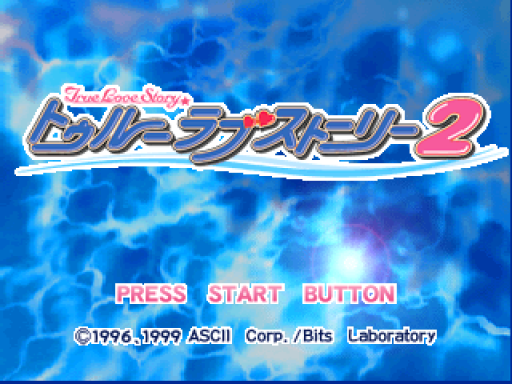 True Love Story
トゥルー・ラブストーリー2
PRESS START BUTTON
©1996,1999 ASCII Corp./Bits Laboratory